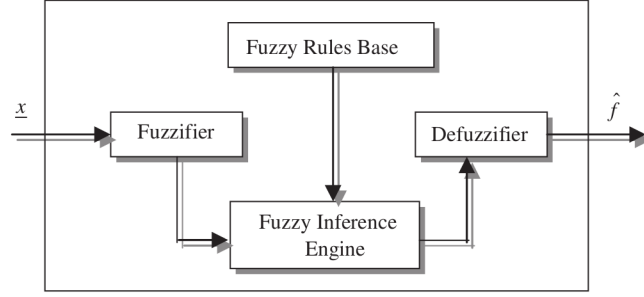 Fuzzy Rules Base
x
Fuzzifier
Defuzzifier
f̂
Fuzzy Inference
Engine